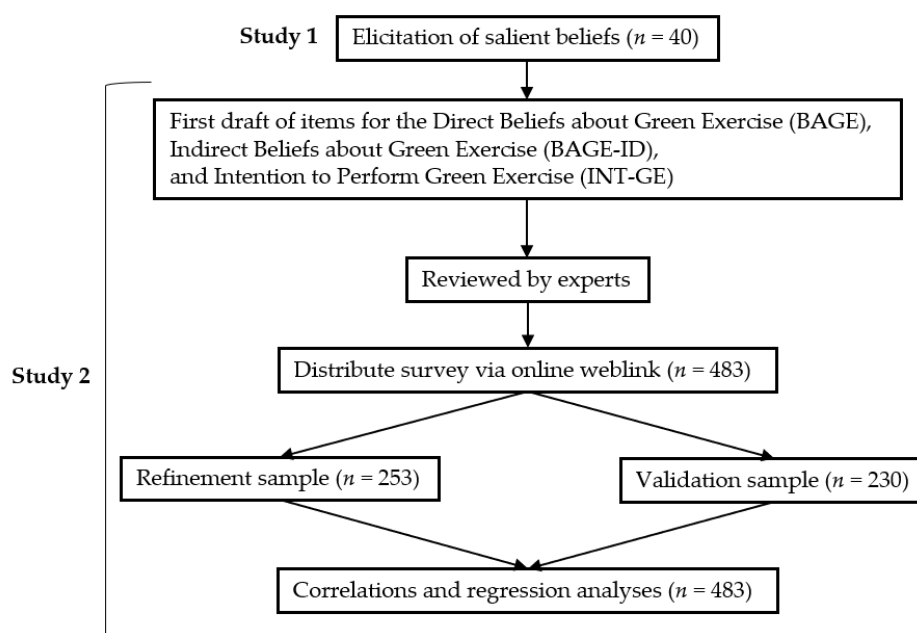 Study 1
Elicitation of salient beliefs (n = 40)
First draft of items for the Direct Beliefs about Green Exercise (BAGE),
Indirect Beliefs about Green Exercise (BAGE-ID),
and Intention to Perform Green Exercise (INT-GE)
Reviewed by experts
Study 2
Distribute survey via online weblink (n = 483)
Refinement sample (n = 253)
Validation sample (n = 230)
Correlations and regression analyses (n = 483)